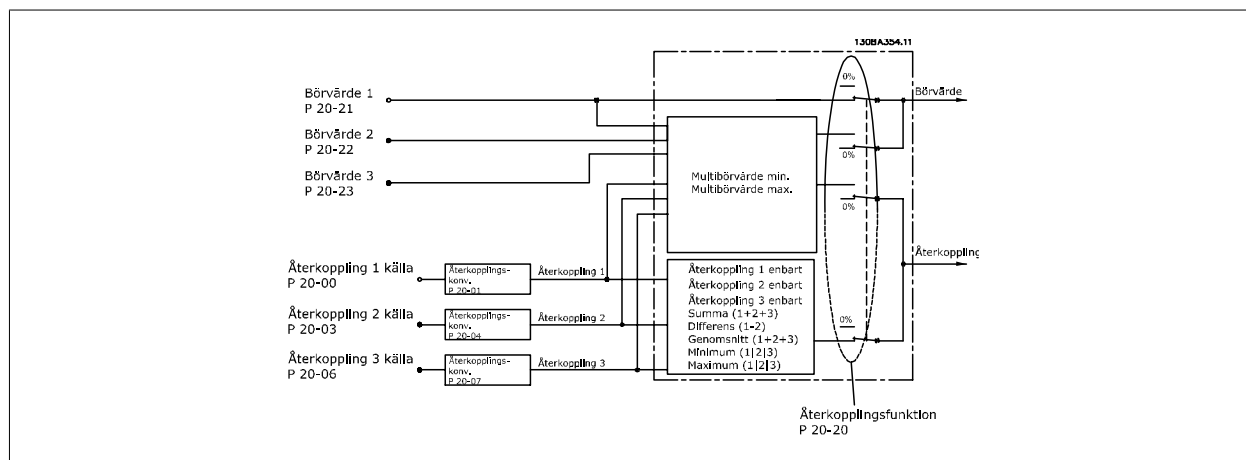 130BA354.11
Börvärde 1
P 20-21
Börvärde 2
P 20-22
Börvärde 3
P 20-23
0%
Börvärde
0%
Multibörvärde min.
Multibörvärde max.
0%
Återkoppling 1 källa
P 20-00
Återkopplings-
konv.
P 20-01
Återkoppling 1
Återkoppling 2 källa
P 20-03
Återkopplings-
konv.
P 20-04
Återkoppling 2
Återkoppling 3 källa
P 20-06
Återkopplings-
konv.
P 20-07
Återkoppling 3
Återkoppling 1 enbart
Återkoppling 2 enbart
Återkoppling 3 enbart
Summa (1+2+3)
Differens (1-2)
Genomsnitt (1+2+3)
Minimum (1|2|3)
Maximum (1|2|3)
0%
Återkoppling
Återkopplingsfunktion
P 20-20